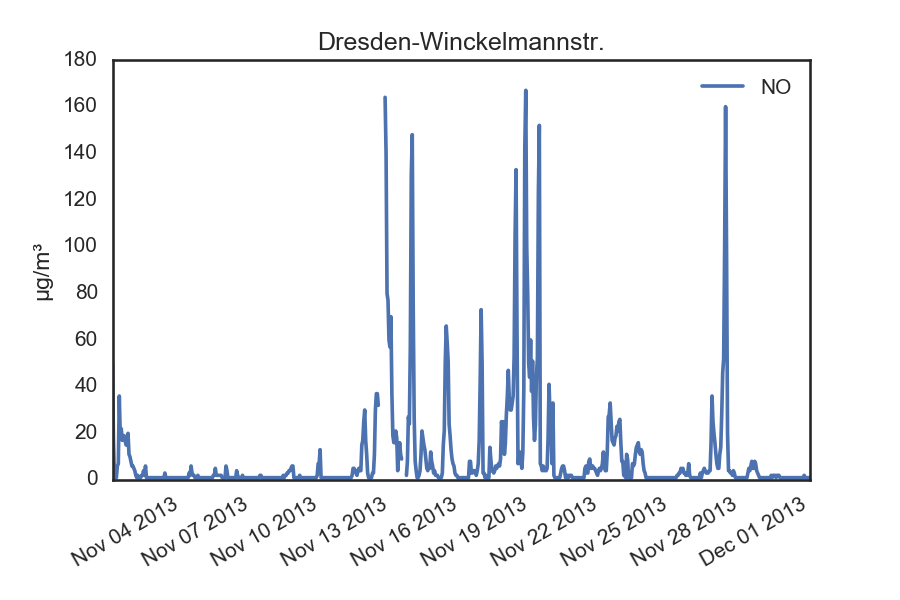 Dresden-Winckelmannstr.
180
160
140
120
100
80
60
40
20
0
µg/m³
NO
Nov 04 2013
Nov 07 2013
Nov 10 2013
Nov 13 2013
Nov 16 2013
Nov 19 2013
Nov 22 2013
Nov 25 2013
Nov 28 2013
Dec 01 2013